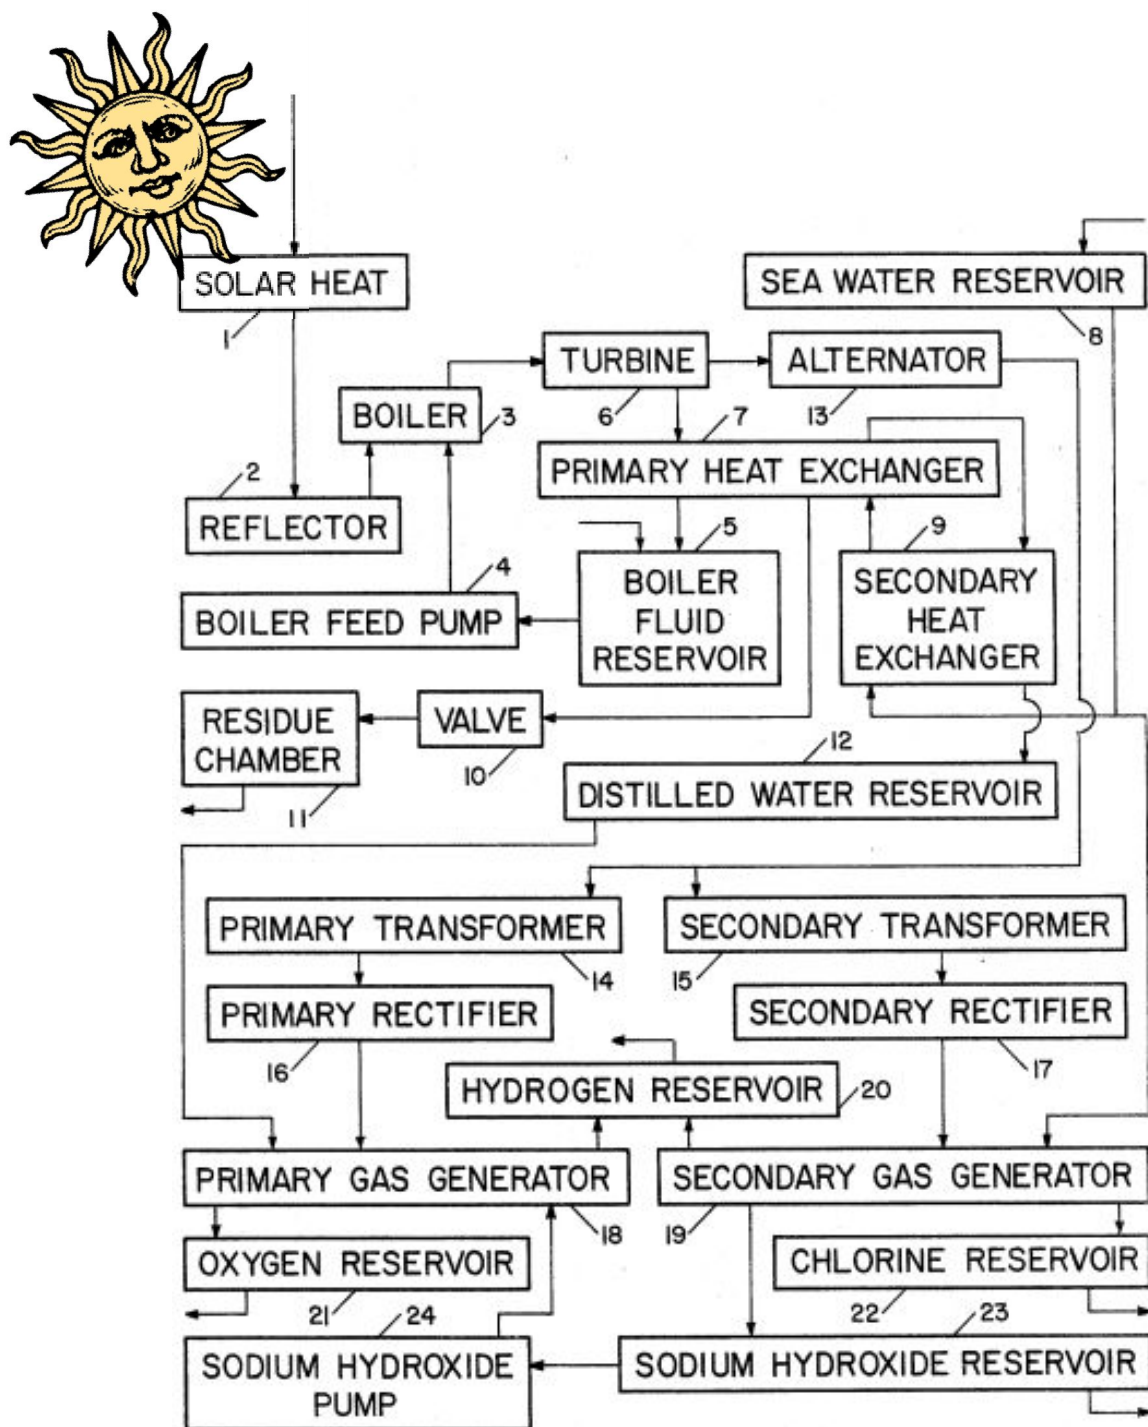 SOLAR HEAT
1
SEA WATER RESERVOIR
8
TURBINE
6
ALTERNATOR
13
BOILER
3
7
PRIMARY HEAT EXCHANGER
2
REFLECTOR
5
BOILER
FLUID
RESERVOIR
9
SECONDARY
HEAT
EXCHANGER
4
BOILER FEED PUMP
RESIDUE
CHAMBER
11
VALVE
10
12
DISTILLED WATER RESERVOIR
PRIMARY TRANSFORMER
14
SECONDARY TRANSFORMER
15
PRIMARY RECTIFIER
16
SECONDARY RECTIFIER
17
HYDROGEN RESERVOIR
20
PRIMARY GAS GENERATOR
18
SECONDARY GAS GENERATOR
19
OXYGEN RESERVOIR
21
CHLORINE RESERVOIR
22
24
SODIUM HYDROXIDE
PUMP
23
SODIUM HYDROXIDE RESERVOIR